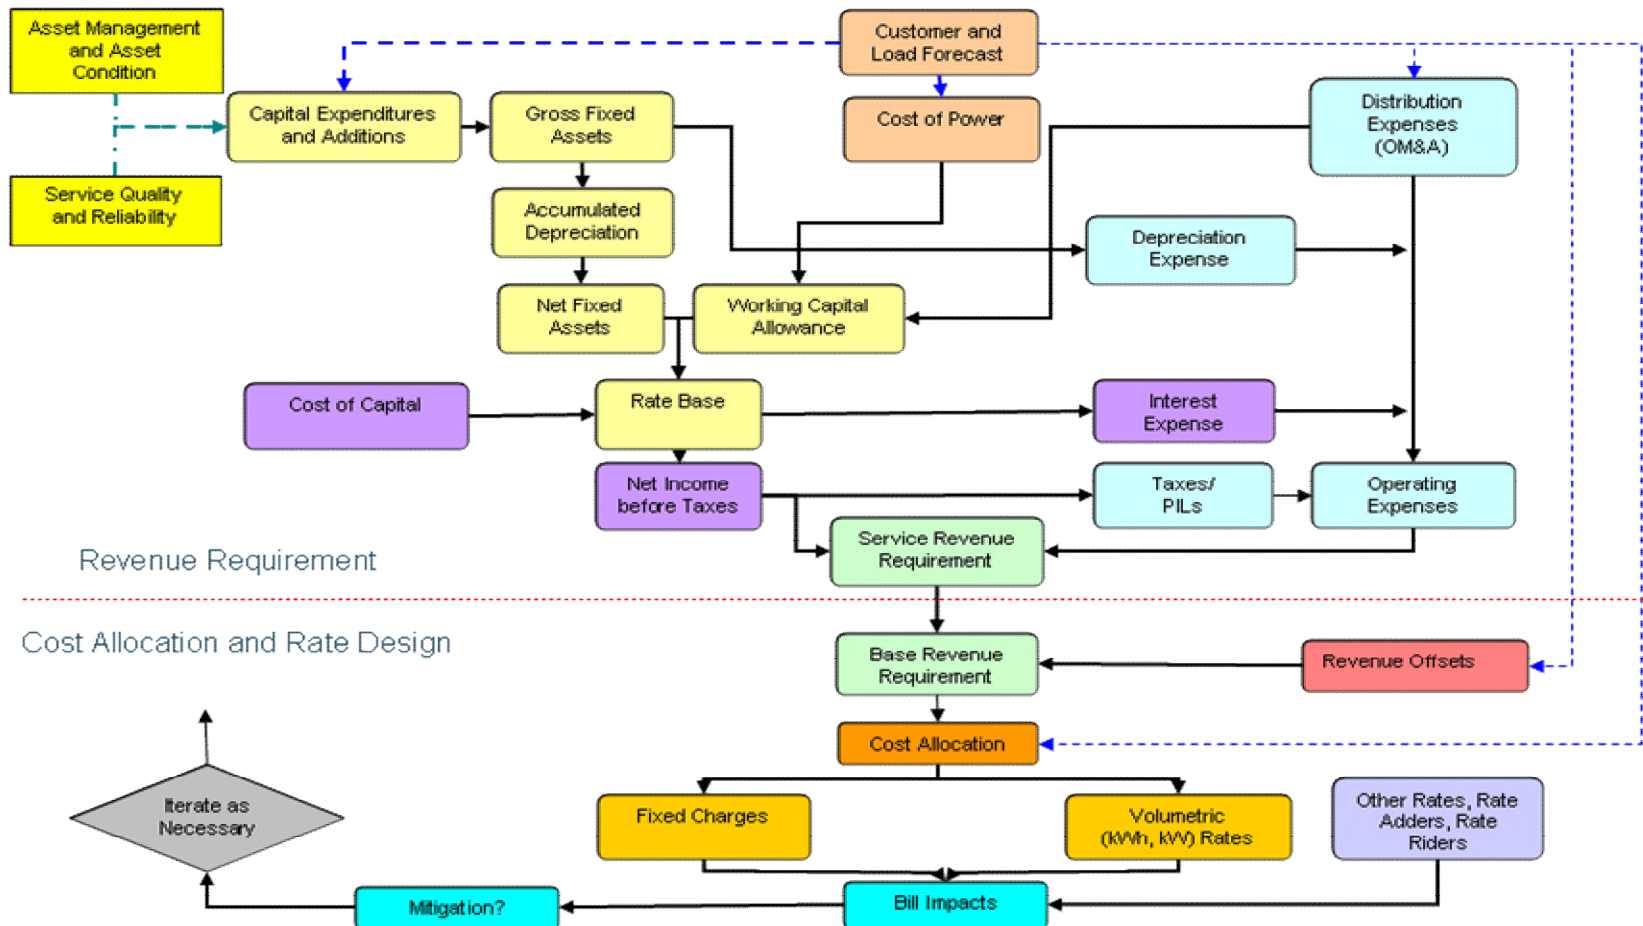 Asset Management
and Asset
Condition
Customer and
Load Forecast
Capital Expenditures
and Additions
Gross Fixed
Assets
Cost of Power
Distribution
Expenses
(OM&A)
Service Quality
and Reliability
Accumulated
Depreciation
Depreciation
Expense
Net Fixed
Assets
Working Capital
Allowance
Cost of Capital
Rate Base
Interest
Expense
Net Income
before Taxes
Taxes/
PILs
Operating
Expenses
Service Revenue
Requirement
Revenue Requirement
Cost Allocation and Rate Design
Base Revenue
Requirement
Revenue Offsets
Cost Allocation
Iterate as
Necessary
Fixed Charges
Volumetric
(kWh, kW) Rates
Other Rates, Rate
Adders, Rate
Riders
Mitigation?
Bill Impacts